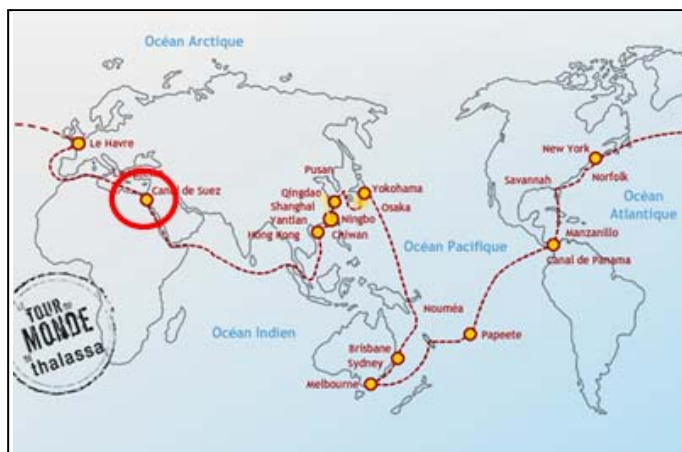 Océan Arctique
Le Havre
Canal de Suez
Pusan
Qingdao
Shanghai
Yantian
Hong Kong
Yokohama
Osaka
Ningbo
Chiwan
New York
Norfolk
Savannah
Océan
Atlantique
Manzanillo
Canal de Panama
Océan Pacifique
Océan Indien
Nouméa
Papeete
Brisbane
Sydney
Melbourne
LE
TOUR DU
MONDE
DE
thalassa